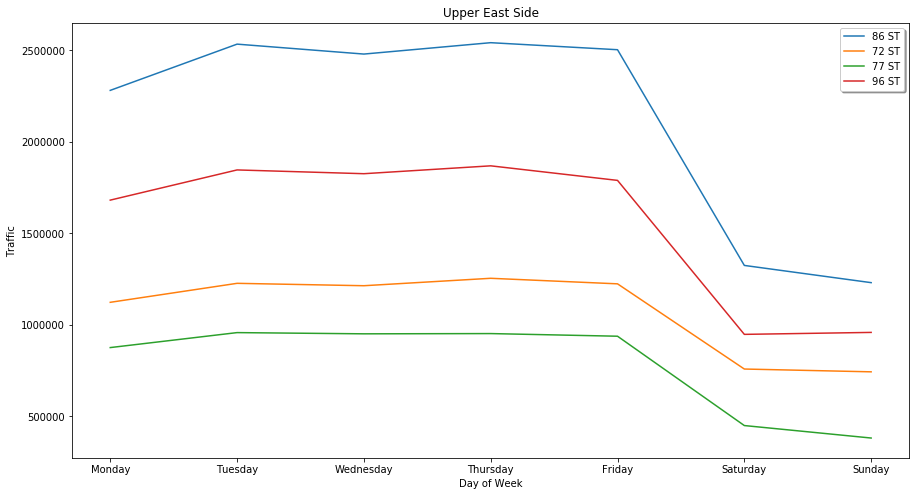 Upper East Side
86 ST
72 ST
77 ST
96 ST
2500000
2000000
1500000
1000000
500000
Traffic
Monday Tuesday Wednesday Thursday Friday Saturday Sunday
Day of Week